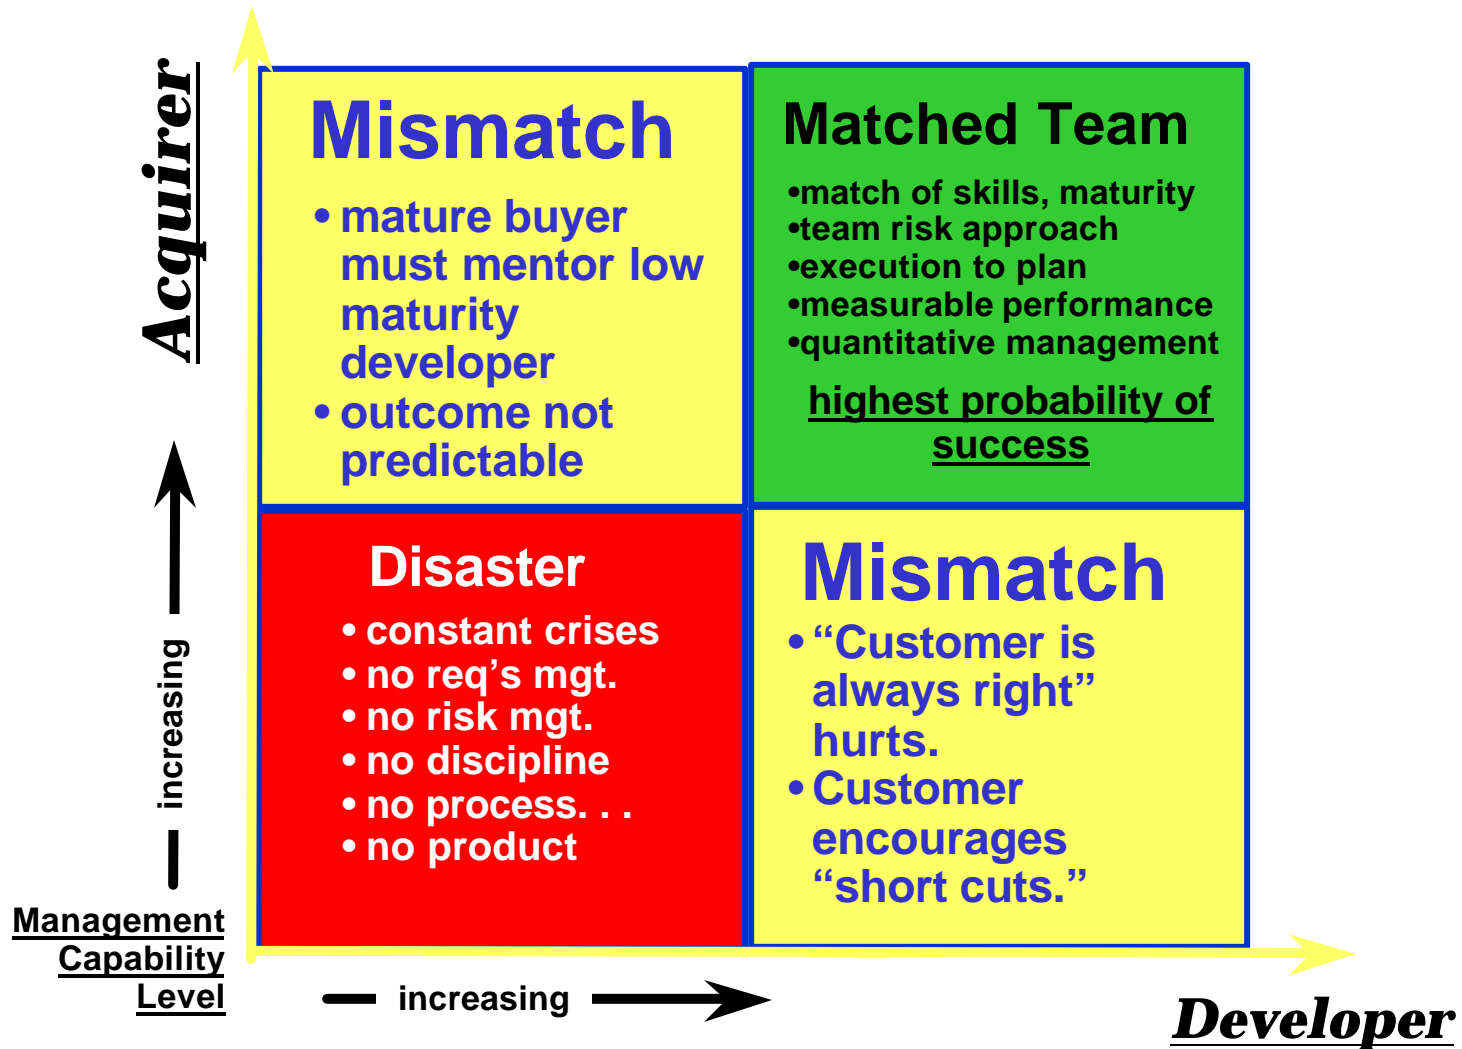 Acquirer
Mismatch
• mature buyer
must mentor low
maturity
developer
• outcome not
predictable
Matched Team
•match of skills, maturity
•team risk approach
•execution to plan
•measurable performance
•quantitative management
highest probability of
success
Disaster
• constant crises
• no req’s mgt.
• no risk mgt.
• no discipline
• no process. . .
• no product
Mismatch
• “Customer is
always right”
hurts.
• Customer
encourages
“short cuts.”
increasing
Management
Capability
Level
increasing
Developer